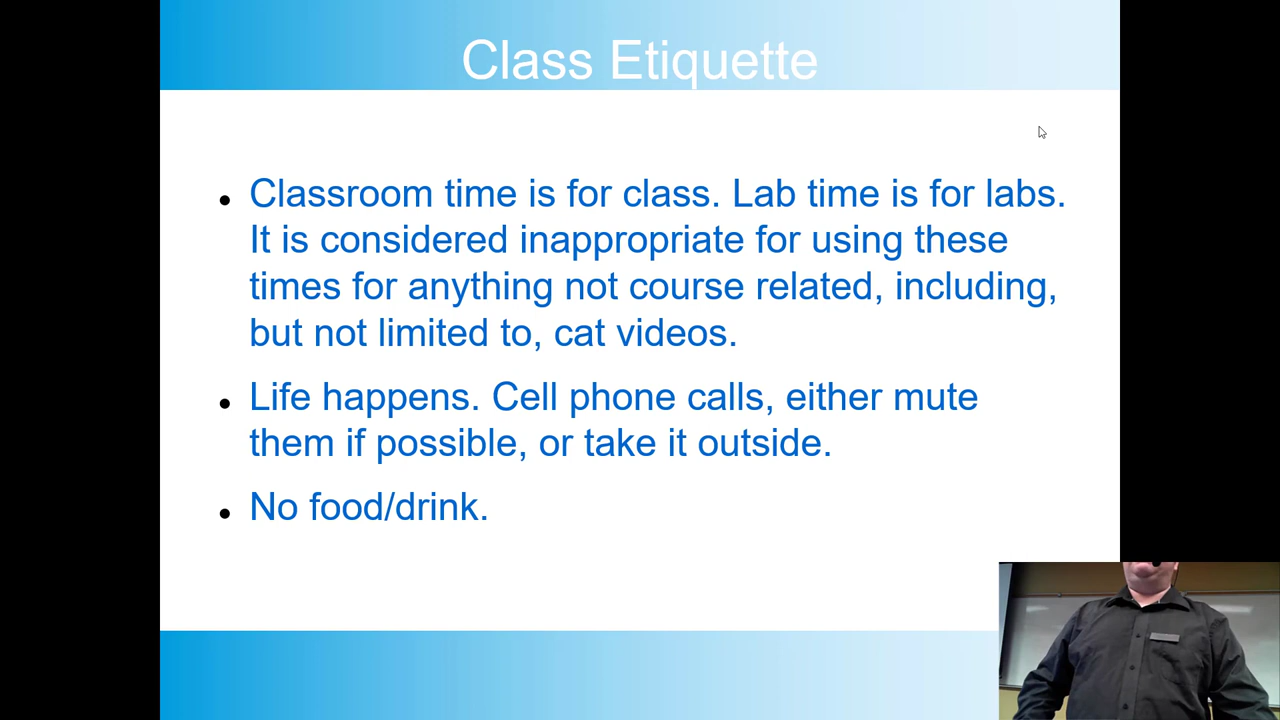 Class Etiquette
Classroom time is for class. Lab time is for labs.
It is considered inappropriate for using these
times for anything not course related, including,
but not limited to, cat videos.
Life happens. Cell phone calls, either mute
them if possible, or take it outside.
No food/drink.